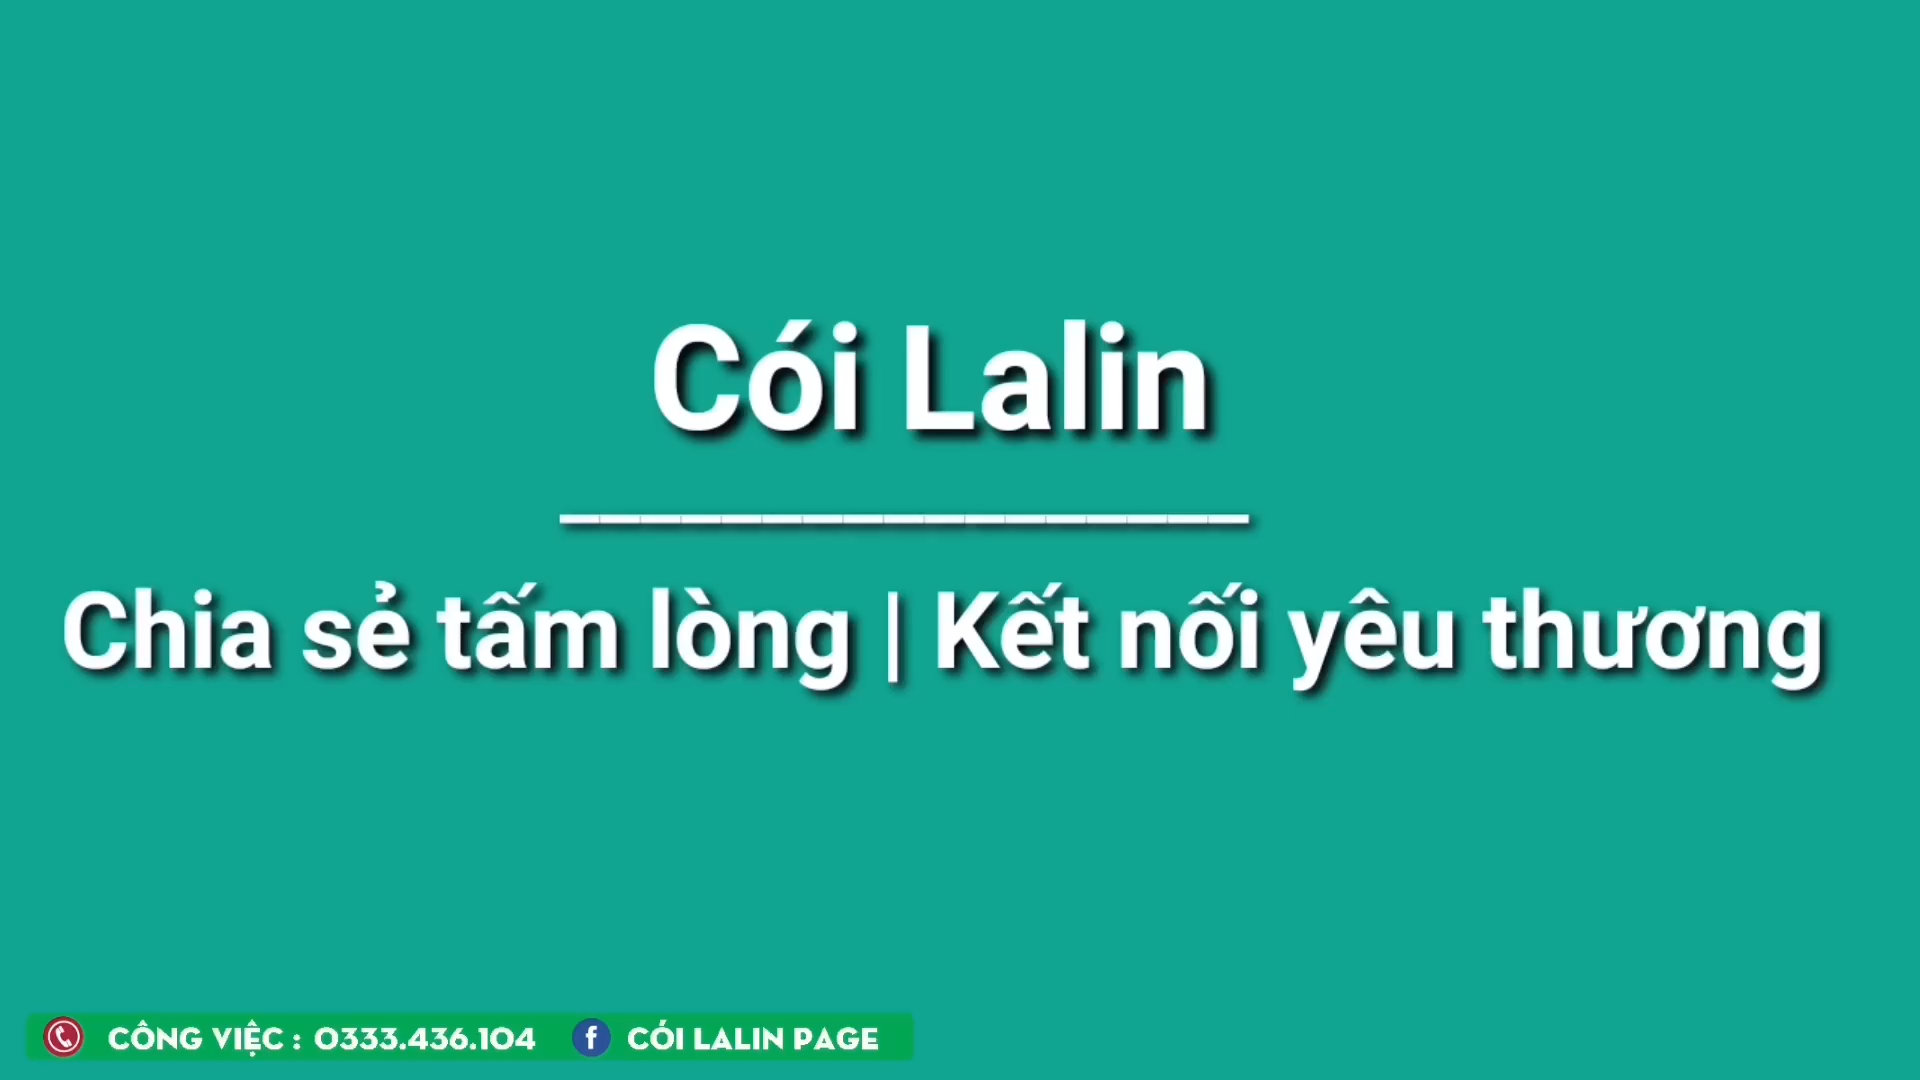 Cói Lalin
Chia sẻ tấm lòng | Kết nối yêu thương
CÔNG VIỆC : 0333.436.104 CÓI LALIN PAGE